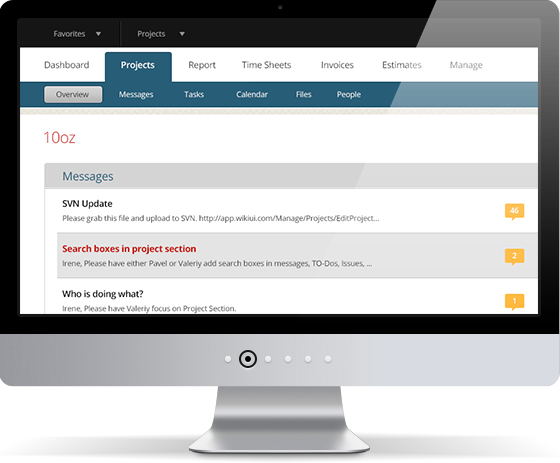 Favorites Projects
Dashboard Projects Report Time Sheets Invoices Estimates Manage
Overview Messages Tasks Calendar Files People
10oz
Messages
SVN Update
Please grab this file and upload to SVN. http://app.wikiui.com/Manage/Projects/EditProject...
46
Search boxes in project section
Irene, Please have either Pavel or Valeriy add search boxes in messages, TO-Dos, Issues, ...
2
Who is doing what?
Irene, Please have Valeriy focus on Project Section.
1